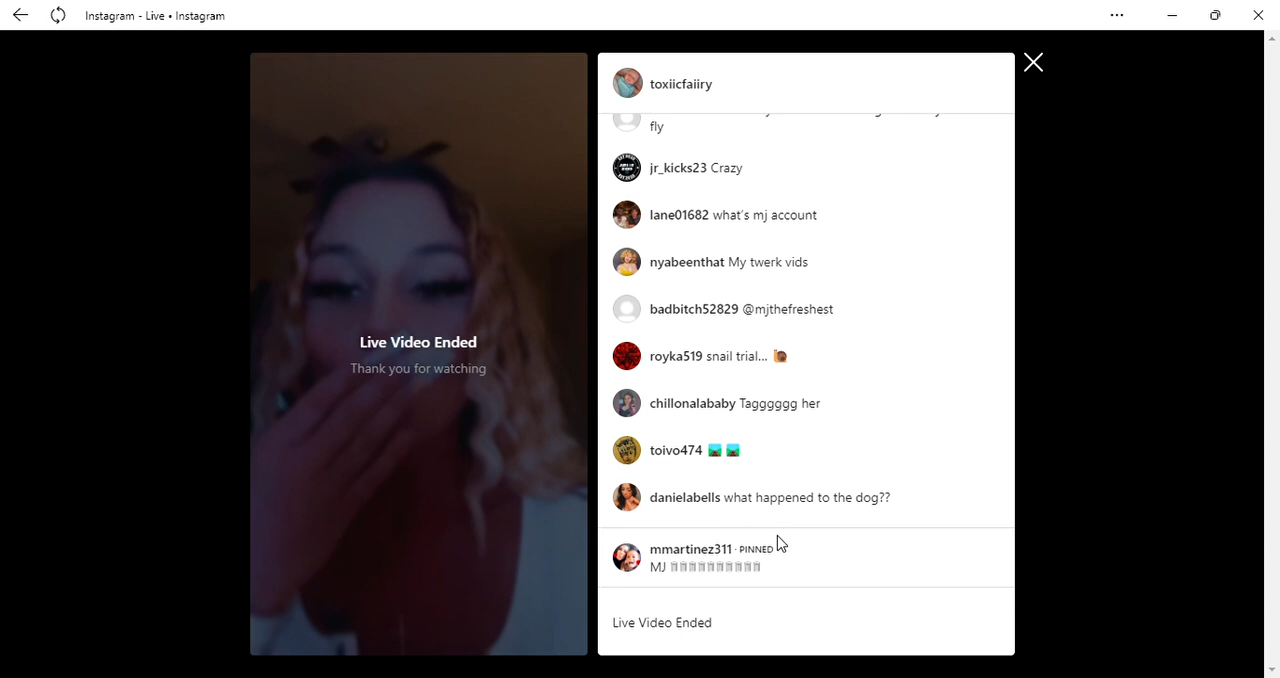 Instagram - Live • Instagram
toxiicfaiiry
fly
jr_kicks23 Crazy
lane01682 what's mj account
nyabeenthat My twerk vids
badbitch52829 @mjthefreshest
royka519 snail trial...
chillonalababy Tagggggg her
toivo474
danielabells what happened to the dog??
mmartinez311 · PINNED
MJ
Live Video Ended
Live Video Ended
Thank you for watching